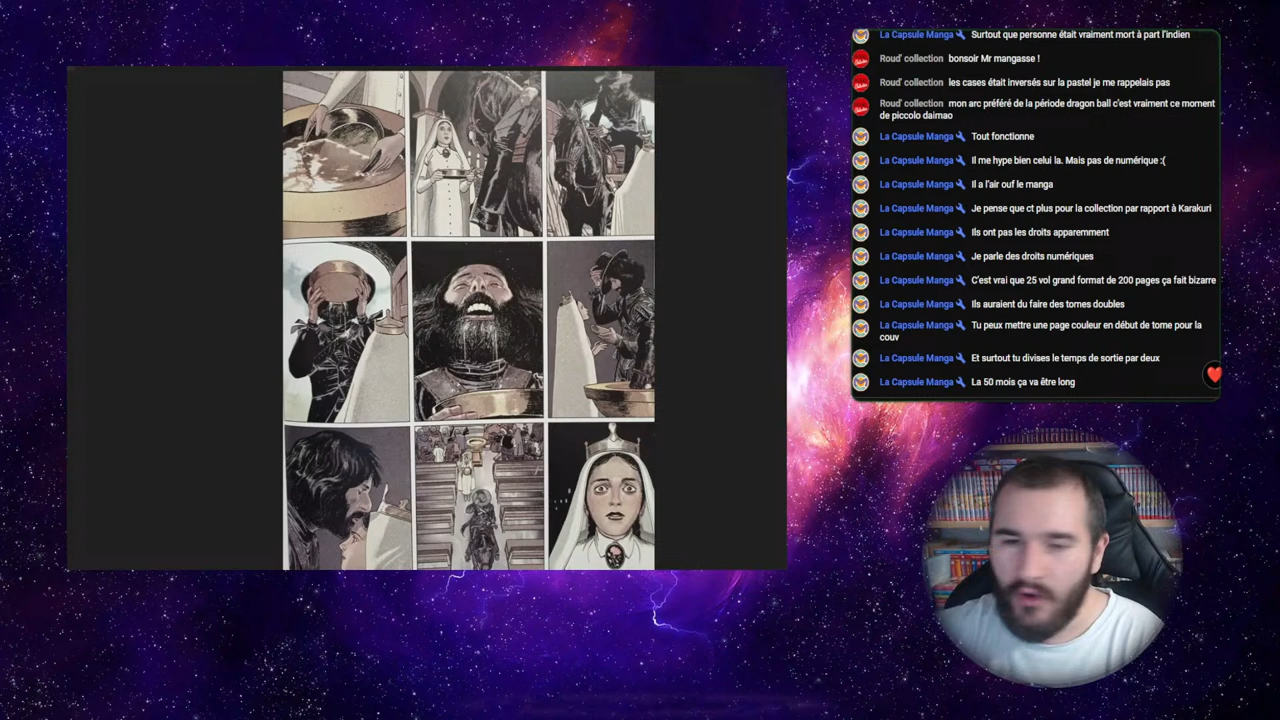 La Capsule Manga Surtout que personne était vraiment mort à part l'indien
Roud' collection bonsoir Mr mangasse !
Roud' collection les cases était inversés sur la pastel je me rappelais pas
Roud' collection mon arc préféré de la période dragon ball c'est vraiment ce moment
de piccolo daimao
La Capsule Manga Tout fonctionne
La Capsule Manga Il me hype bien celui la. Mais pas de numérique :(
La Capsule Manga Il a l'air ouf le manga
La Capsule Manga Je pense que ct plus pour la collection par rapport à Karakuri
La Capsule Manga Ils ont pas les droits apparemment
La Capsule Manga Je parle des droits numériques
La Capsule Manga C'est vrai que 25 vol grand format de 200 pages ça fait bizarre
La Capsule Manga Ils auraient du faire des tomes doubles
La Capsule Manga Tu peux mettre une page couleur en début de tome pour la
couv
La Capsule Manga Et surtout tu divises le temps de sortie par deux
La Capsule Manga La 50 mois ça va être long